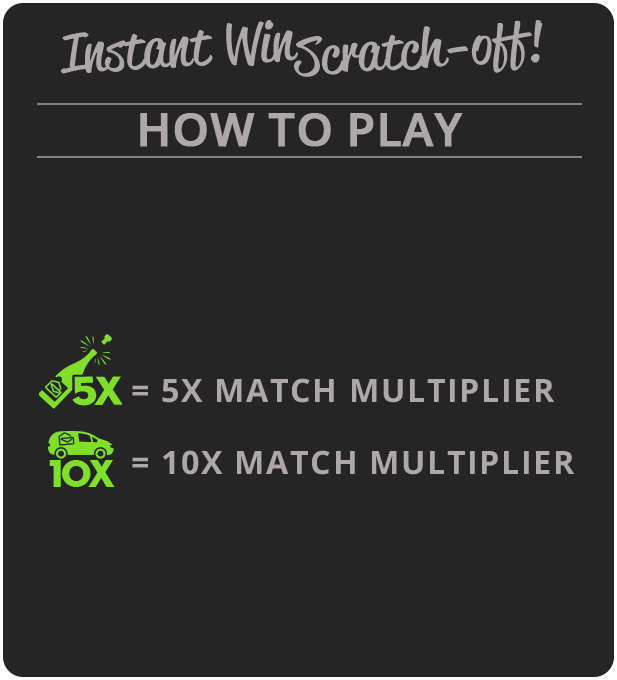 Instant Win Scratch-off!
HOW TO PLAY
5X = 5X MATCH MULTIPLIER
10X = 10X MATCH MULTIPLIER